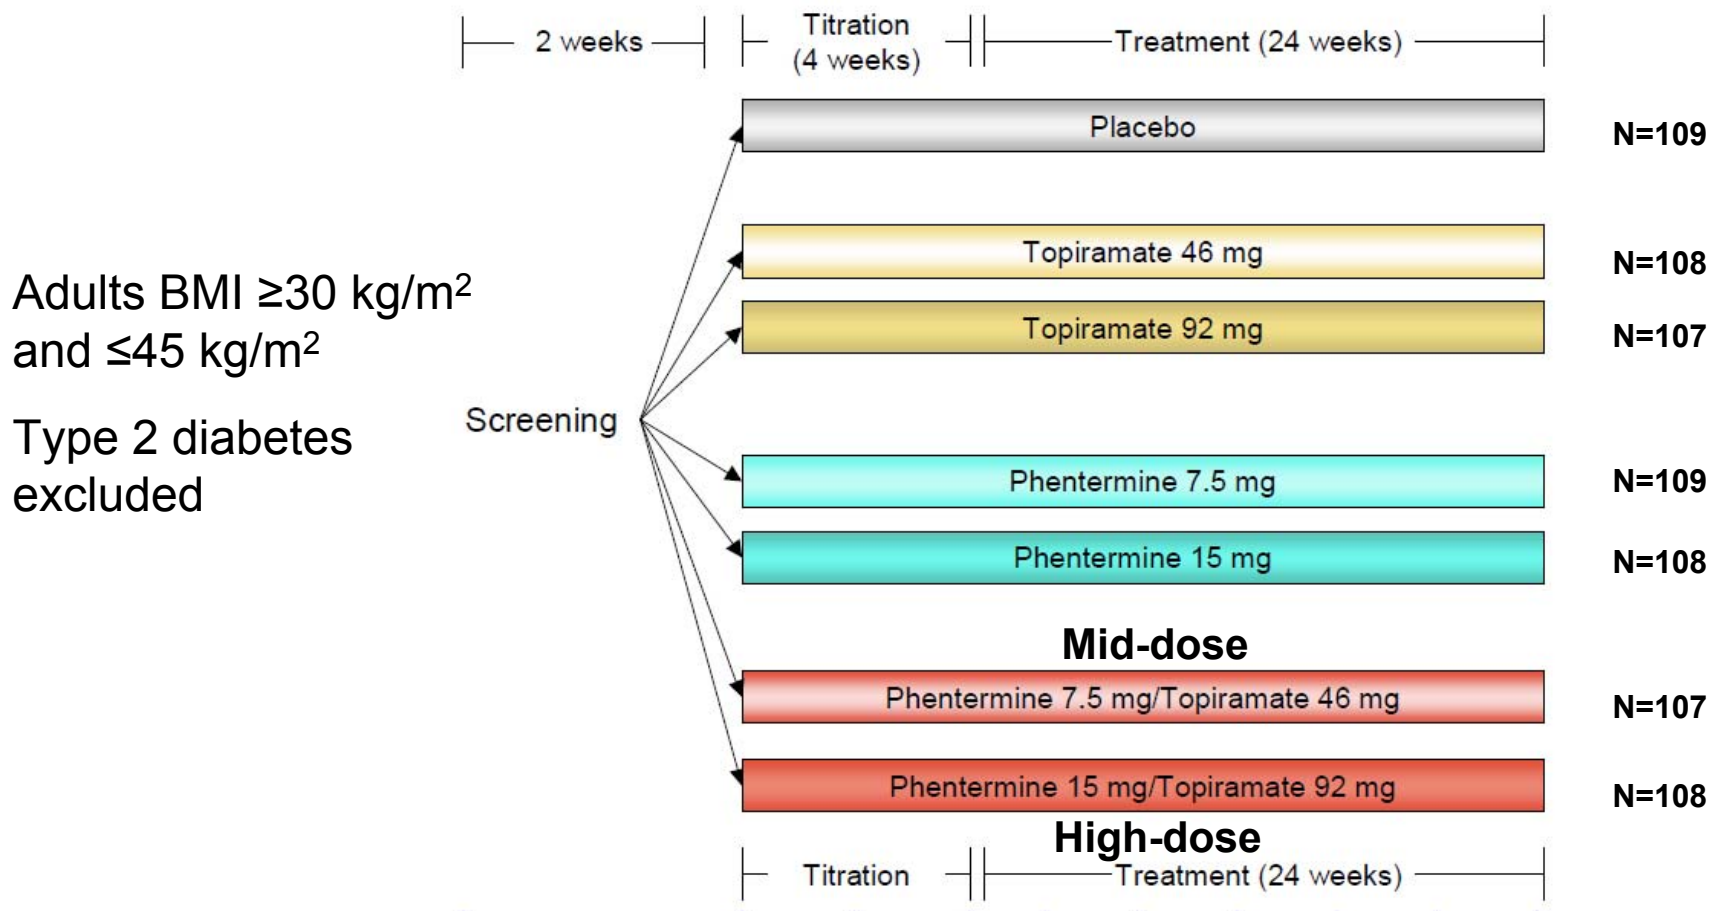 2 weeks
Titration
(4 weeks)
Treatment (24 weeks)
Placebo
N=109
Topiramate 46 mg
N=108
Adults BMI ≥30 kg/m²
and ≤45 kg/m²
Topiramate 92 mg
N=107
Type 2 diabetes
excluded
Screening
Phentermine 7.5 mg
N=109
Phentermine 15 mg
N=108
Mid-dose
Phentermine 7.5 mg/Topiramate 46 mg
N=107
Phentermine 15 mg/Topiramate 92 mg
N=108
High-dose
Titration
Treatment (24 weeks)